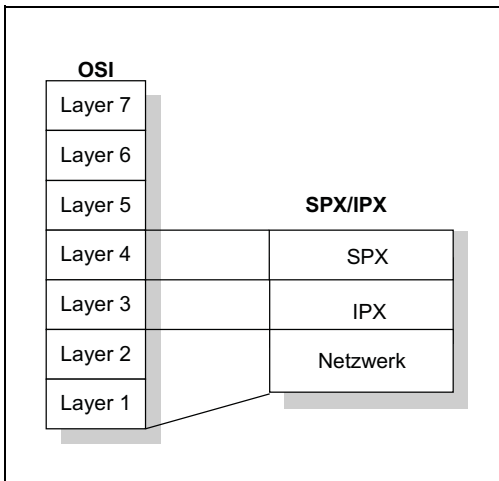 OSI
Layer 7
Layer 6
Layer 5
Layer 4
Layer 3
Layer 2
Layer 1
SPX/IPX
SPX
IPX
Netzwerk